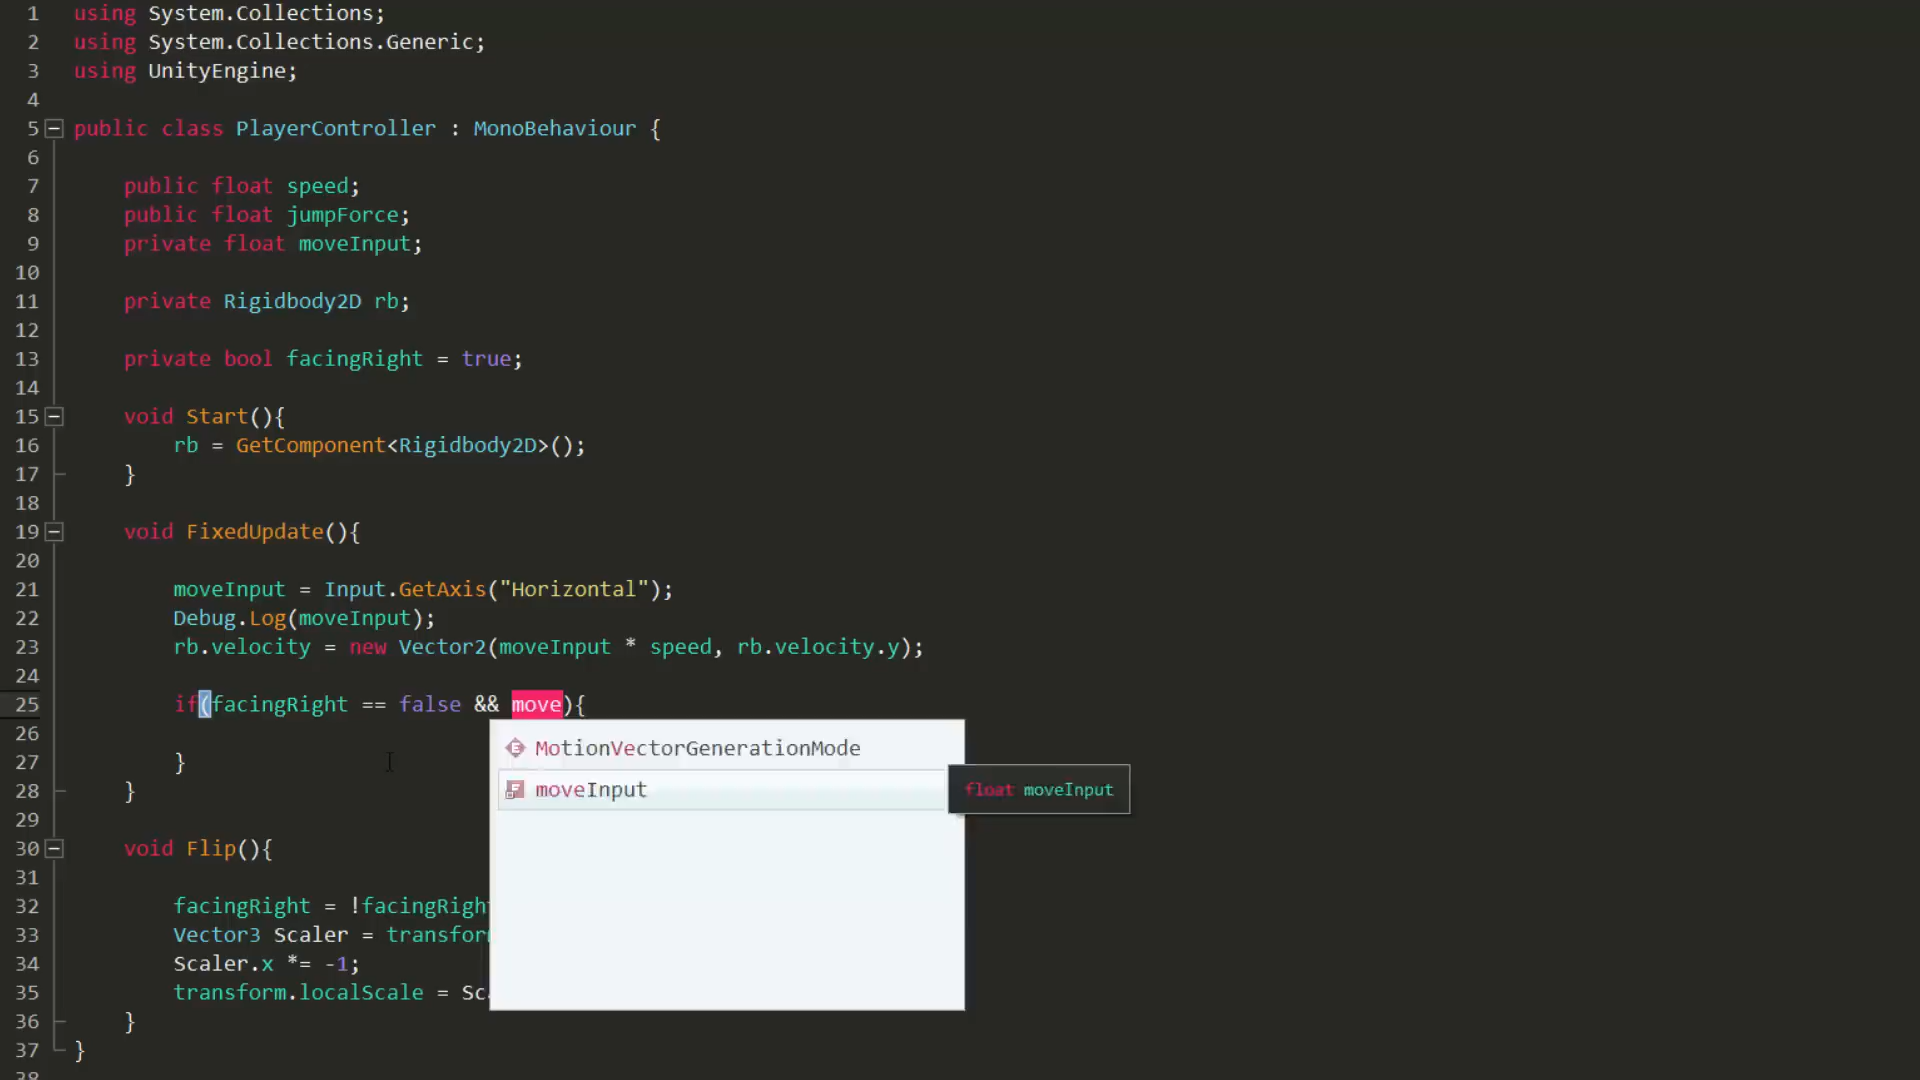 1 using System.Collections;
2 using System.Collections.Generic;
3 using UnityEngine;
4
5 public class PlayerController : MonoBehaviour {
6
7 public float speed;
8 public float jumpForce;
9 private float moveInput;
10
11 private Rigidbody2D rb;
12
13 private bool facingRight = true;
14
15 void Start(){
16 rb = GetComponent<Rigidbody2D>();
17 }
18
19 void FixedUpdate(){
20
21 moveInput = Input.GetAxis("Horizontal");
22 Debug.Log(moveInput);
23 rb.velocity = new Vector2(moveInput * speed, rb.velocity.y);
24
25 if(facingRight == false && move){
26
MotionVectorGenerationMode
27 }
28 }
moveInput
float moveInput
29
30 void Flip(){
31
32 facingRight = !facingRigh
33 Vector3 Scaler = transfor
34 Scaler.x *= -1;
35 transform.localScale = Sc
36 }
37 }
38